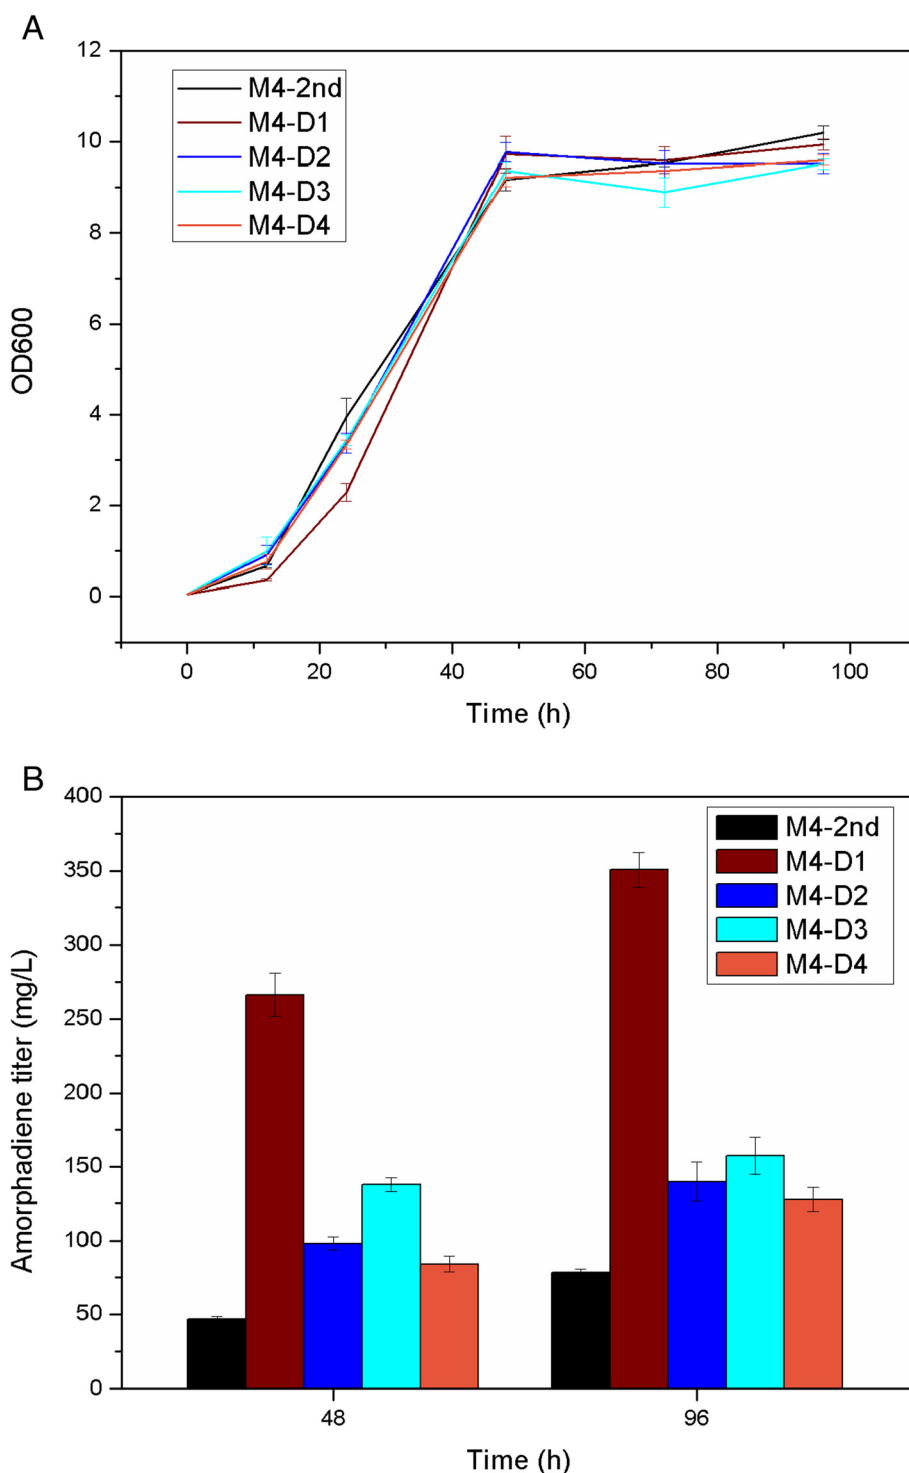 A
12
10
8
6
4
2
0
OD600
M4-2nd
M4-D1
M4-D2
M4-D3
M4-D4
0 20 40 60 80 100
Time (h)
B
400
350
300
250
200
150
100
50
0
Amorphadiene titer (mg/L)
M4-2nd
M4-D1
M4-D2
M4-D3
M4-D4
48 96
Time (h)